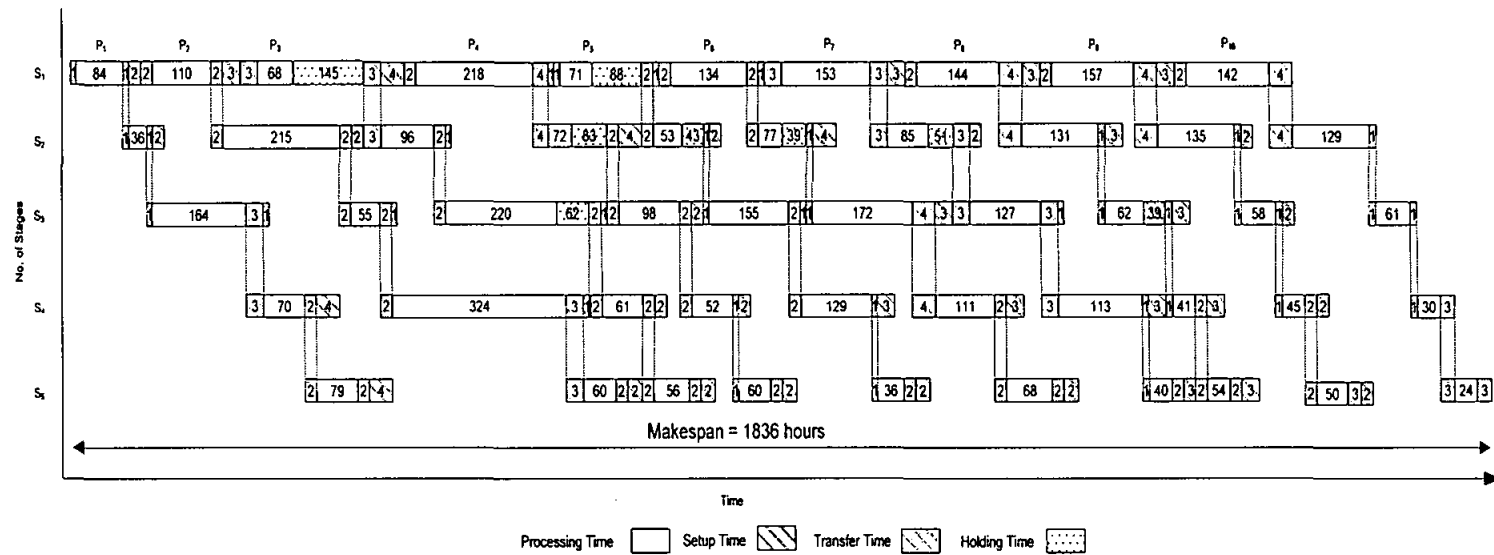 P₁ P₂ P₃ P₄ P₅ P₆ P₇ P₈ P₉ P₁₀
S₁ 1 84 1 2 2 110 2 3 3 68 145 3 4 2 218 4 1 1 71 88 2 1 2 134 2 1 3 153 3 3 2 144 4 3 2 157 4 3 2 142 4
S₂ 1 36 1 2 2 215 2 2 3 96 2 1 4 72 83 2 4 2 53 43 1 2 2 77 39 1 4 3 85 51 3 2 4 131 1 3 4 135 1 2 4 129 1
S₃ 1 164 3 1 2 55 2 1 2 220 62 2 1 2 98 2 2 1 155 2 1 1 172 4 3 3 127 3 1 1 62 39 1 3 1 58 1 2 1 61 1
S₄ 3 70 2 4 2 324 3 1 2 61 2 2 2 52 1 2 2 129 1 3 4 111 2 3 3 113 1 3 1 41 2 3 1 45 2 2 1 30 3
S₅ 2 79 2 4 3 60 2 2 2 56 2 2 1 60 2 2 1 36 2 2 2 68 2 2 1 40 2 3 2 54 2 3 2 50 3 2 3 24 3
No. of Stages
Makespan = 1836 hours
Time
Processing Time Setup Time Transfer Time Holding Time